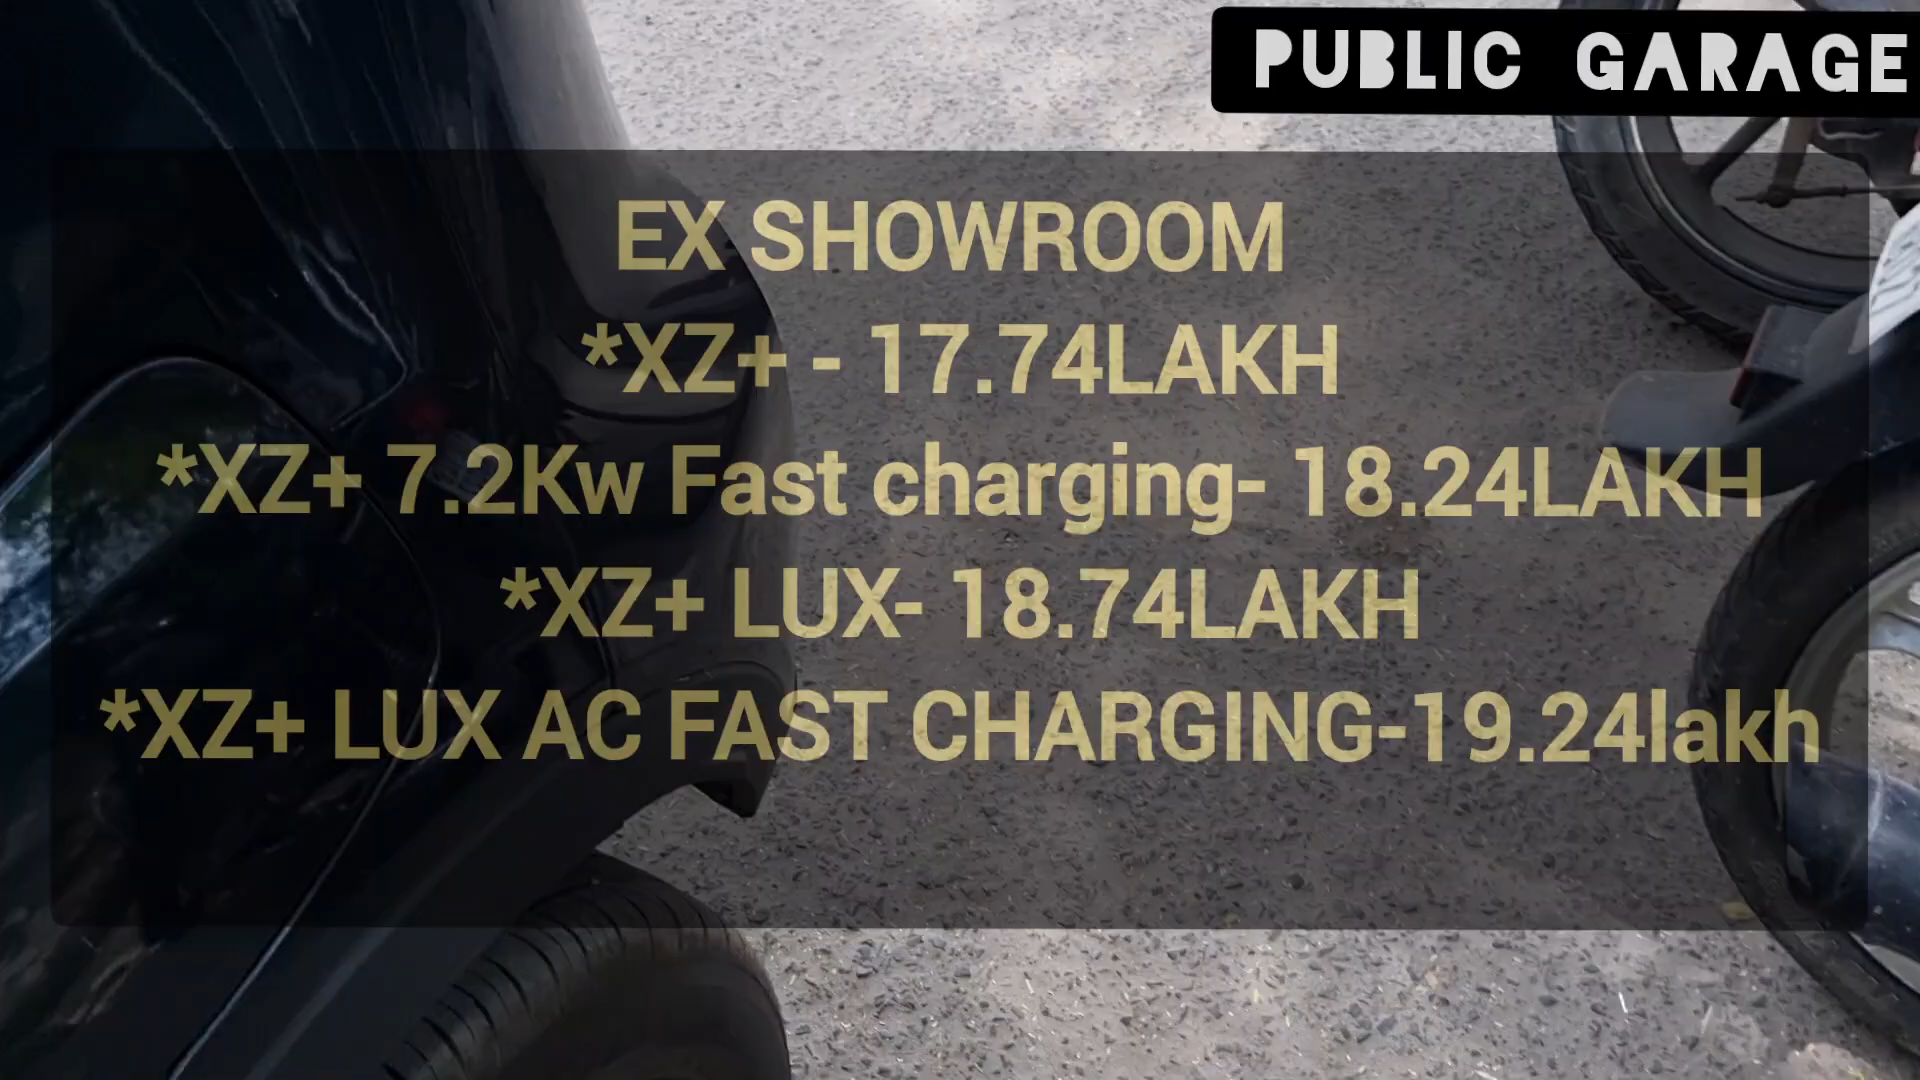 PUBLIC GARAGE
EX SHOWROOM
*XZ+ - 17.74LAKH
*XZ+ 7.2Kw Fast charging- 18.24LAKH
*XZ+ LUX- 18.74LAKH
*XZ+ LUX AC FAST CHARGING-19.24lakh